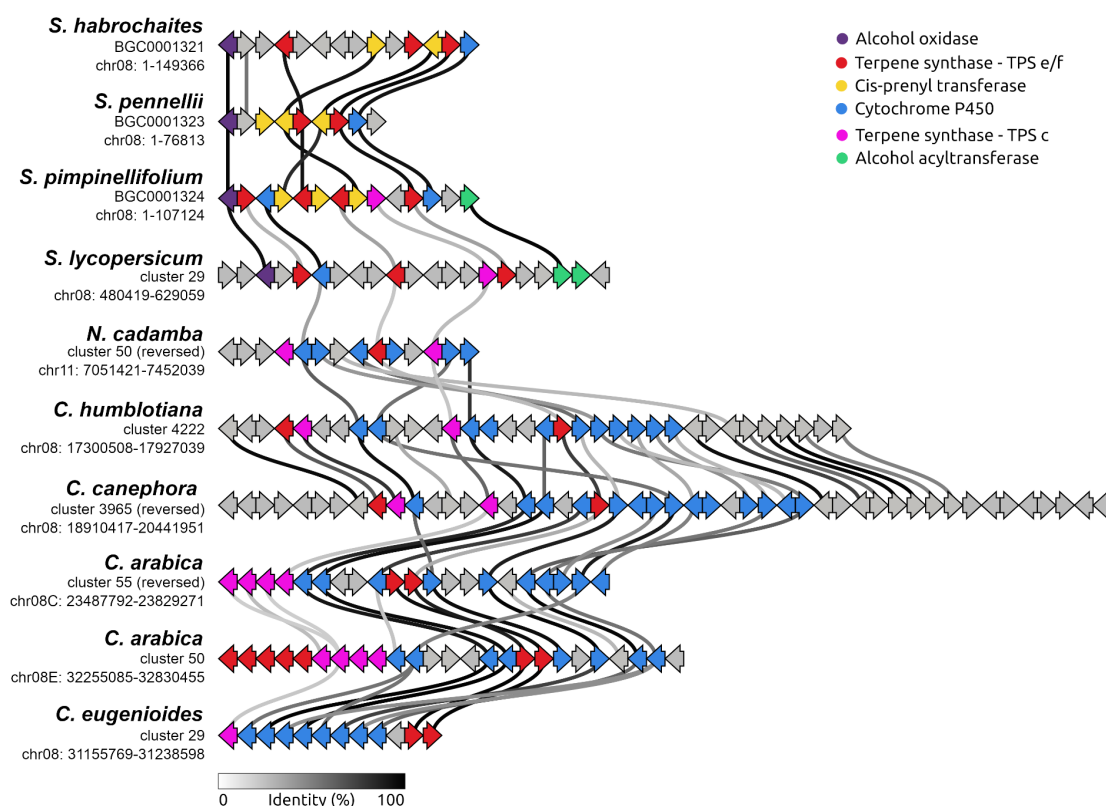 S. habrochaites
BGC0001321
chr08: 1-149366
S. pennellii
BGC0001323
chr08: 1-76813
S. pimpinellifolium
BGC0001324
chr08: 1-107124
S. lycopersicum
cluster 29
chr08: 480419-629059
N. cadamba
cluster 50 (reversed)
chr11: 7051421-7452039
C. humblotiana
cluster 4222
chr08: 17300508-17927039
C. canephora
cluster 3965 (reversed)
chr08: 18910417-20441951
C. arabica
cluster 55 (reversed)
chr08C: 23487792-23829271
C. arabica
cluster 50
chr08E: 32255085-32830455
C. eugenioides
cluster 29
chr08: 31155769-31238598
Alcohol oxidase
Terpene synthase - TPS e/f
Cis-prenyl transferase
Cytochrome P450
Terpene synthase - TPS c
Alcohol acyltransferase
0 Identity (%) 100